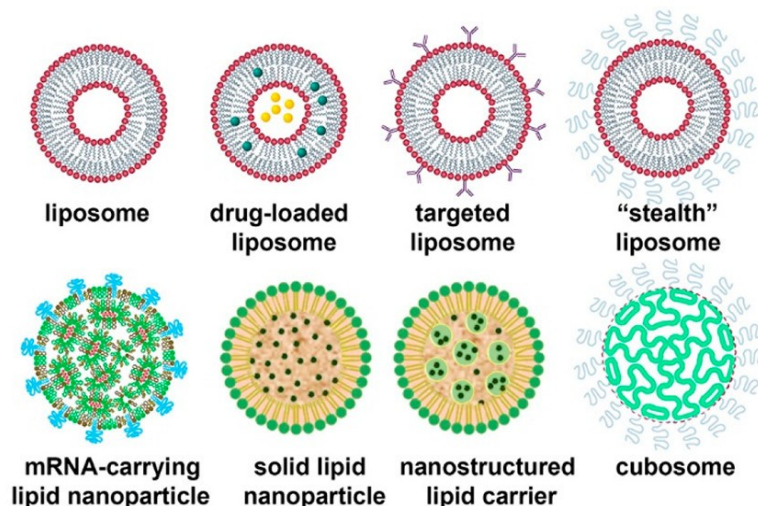 liposome
drug-loaded
liposome
targeted
liposome
“stealth”
liposome
mRNA-carrying
lipid nanoparticle
solid lipid
nanoparticle
nanostructured
lipid carrier
cubosome